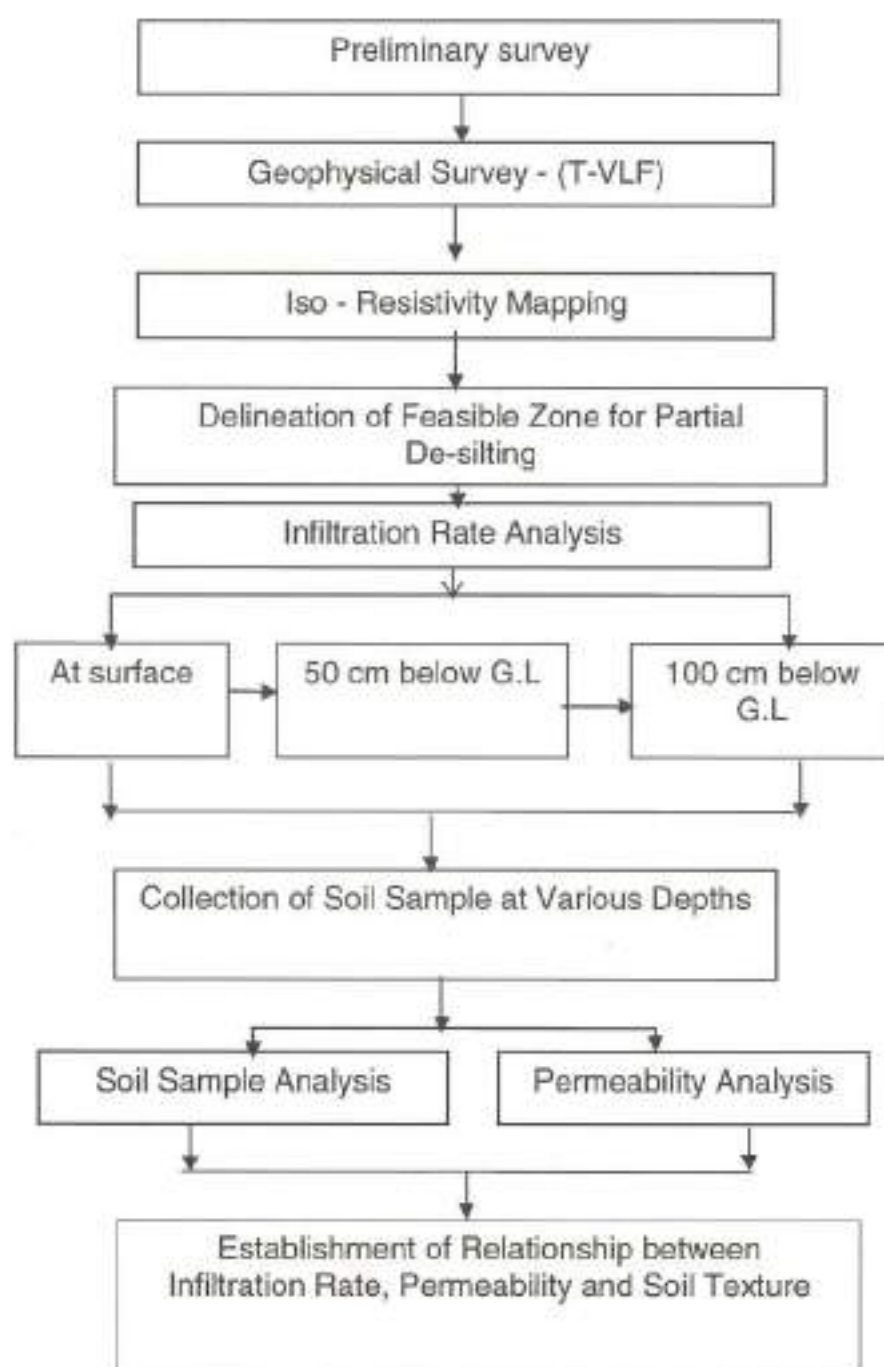 Preliminary survey
Geophysical Survey - (T-VLF)
Iso - Resistivity Mapping
Delineation of Feasible Zone for Partial
De-silting
Infiltration Rate Analysis
At surface
50 cm below G.L
100 cm below
G.L
Collection of Soil Sample at Various Depths
Soil Sample Analysis
Permeability Analysis
Establishment of Relationship between
Infiltration Rate, Permeability and Soil Texture